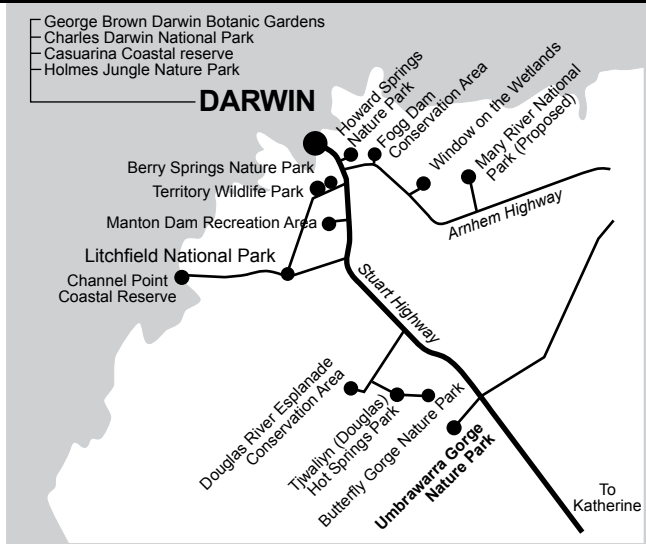 George Brown Darwin Botanic Gardens
Charles Darwin National Park
Casuarina Coastal reserve
Holmes Jungle Nature Park
DARWIN
Howard Springs
Nature Park
Fogg Dam
Conservation Area
Window on the Wetlands
Mary River National
Park (Proposed)
Berry Springs Nature Park
Territory Wildlife Park
Manton Dam Recreation Area
Arnhem Highway
Litchfield National Park
Channel Point
Coastal Reserve
Stuart Highway
Douglas River Esplanade
Conservation Area
Tjwaliyn (Douglas)
Hot Springs Park
Butterfly Gorge Nature Park
Umbrawarra Gorge
Nature Park
To
Katherine